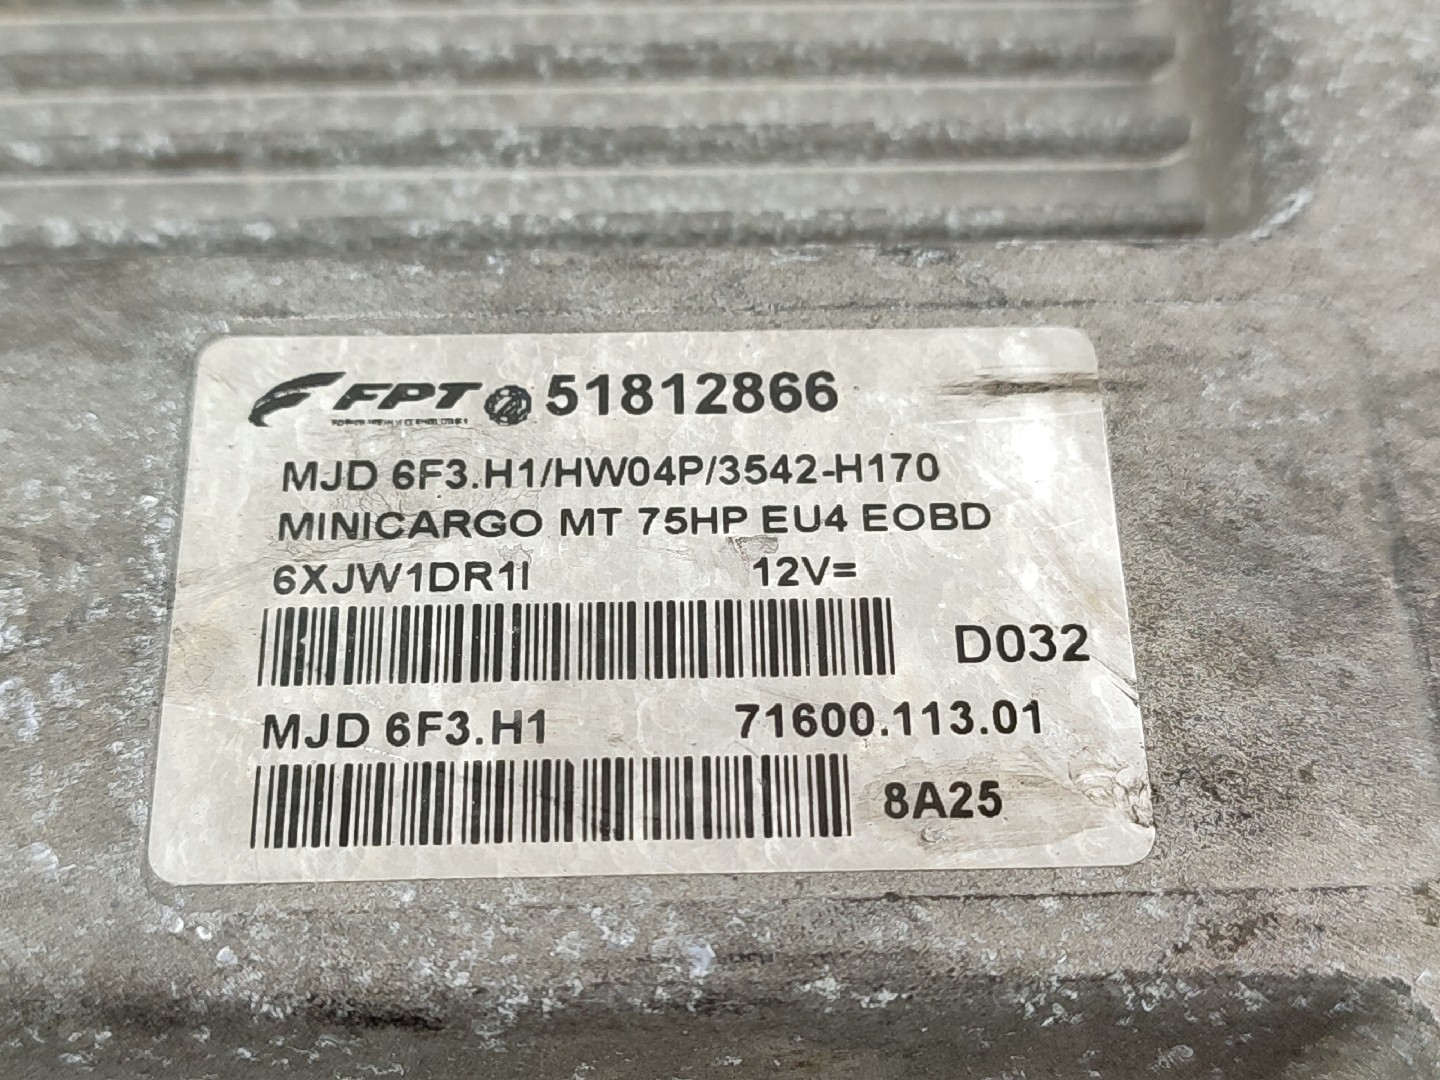 FPT 51812866
MJD 6F3.H1/HW04P/3542-H170
MINICARGO MT 75HP EU4 EOBD
6XJW1DR1I 12V=
D032
MJD 6F3.H1 71600.113.01
8A25